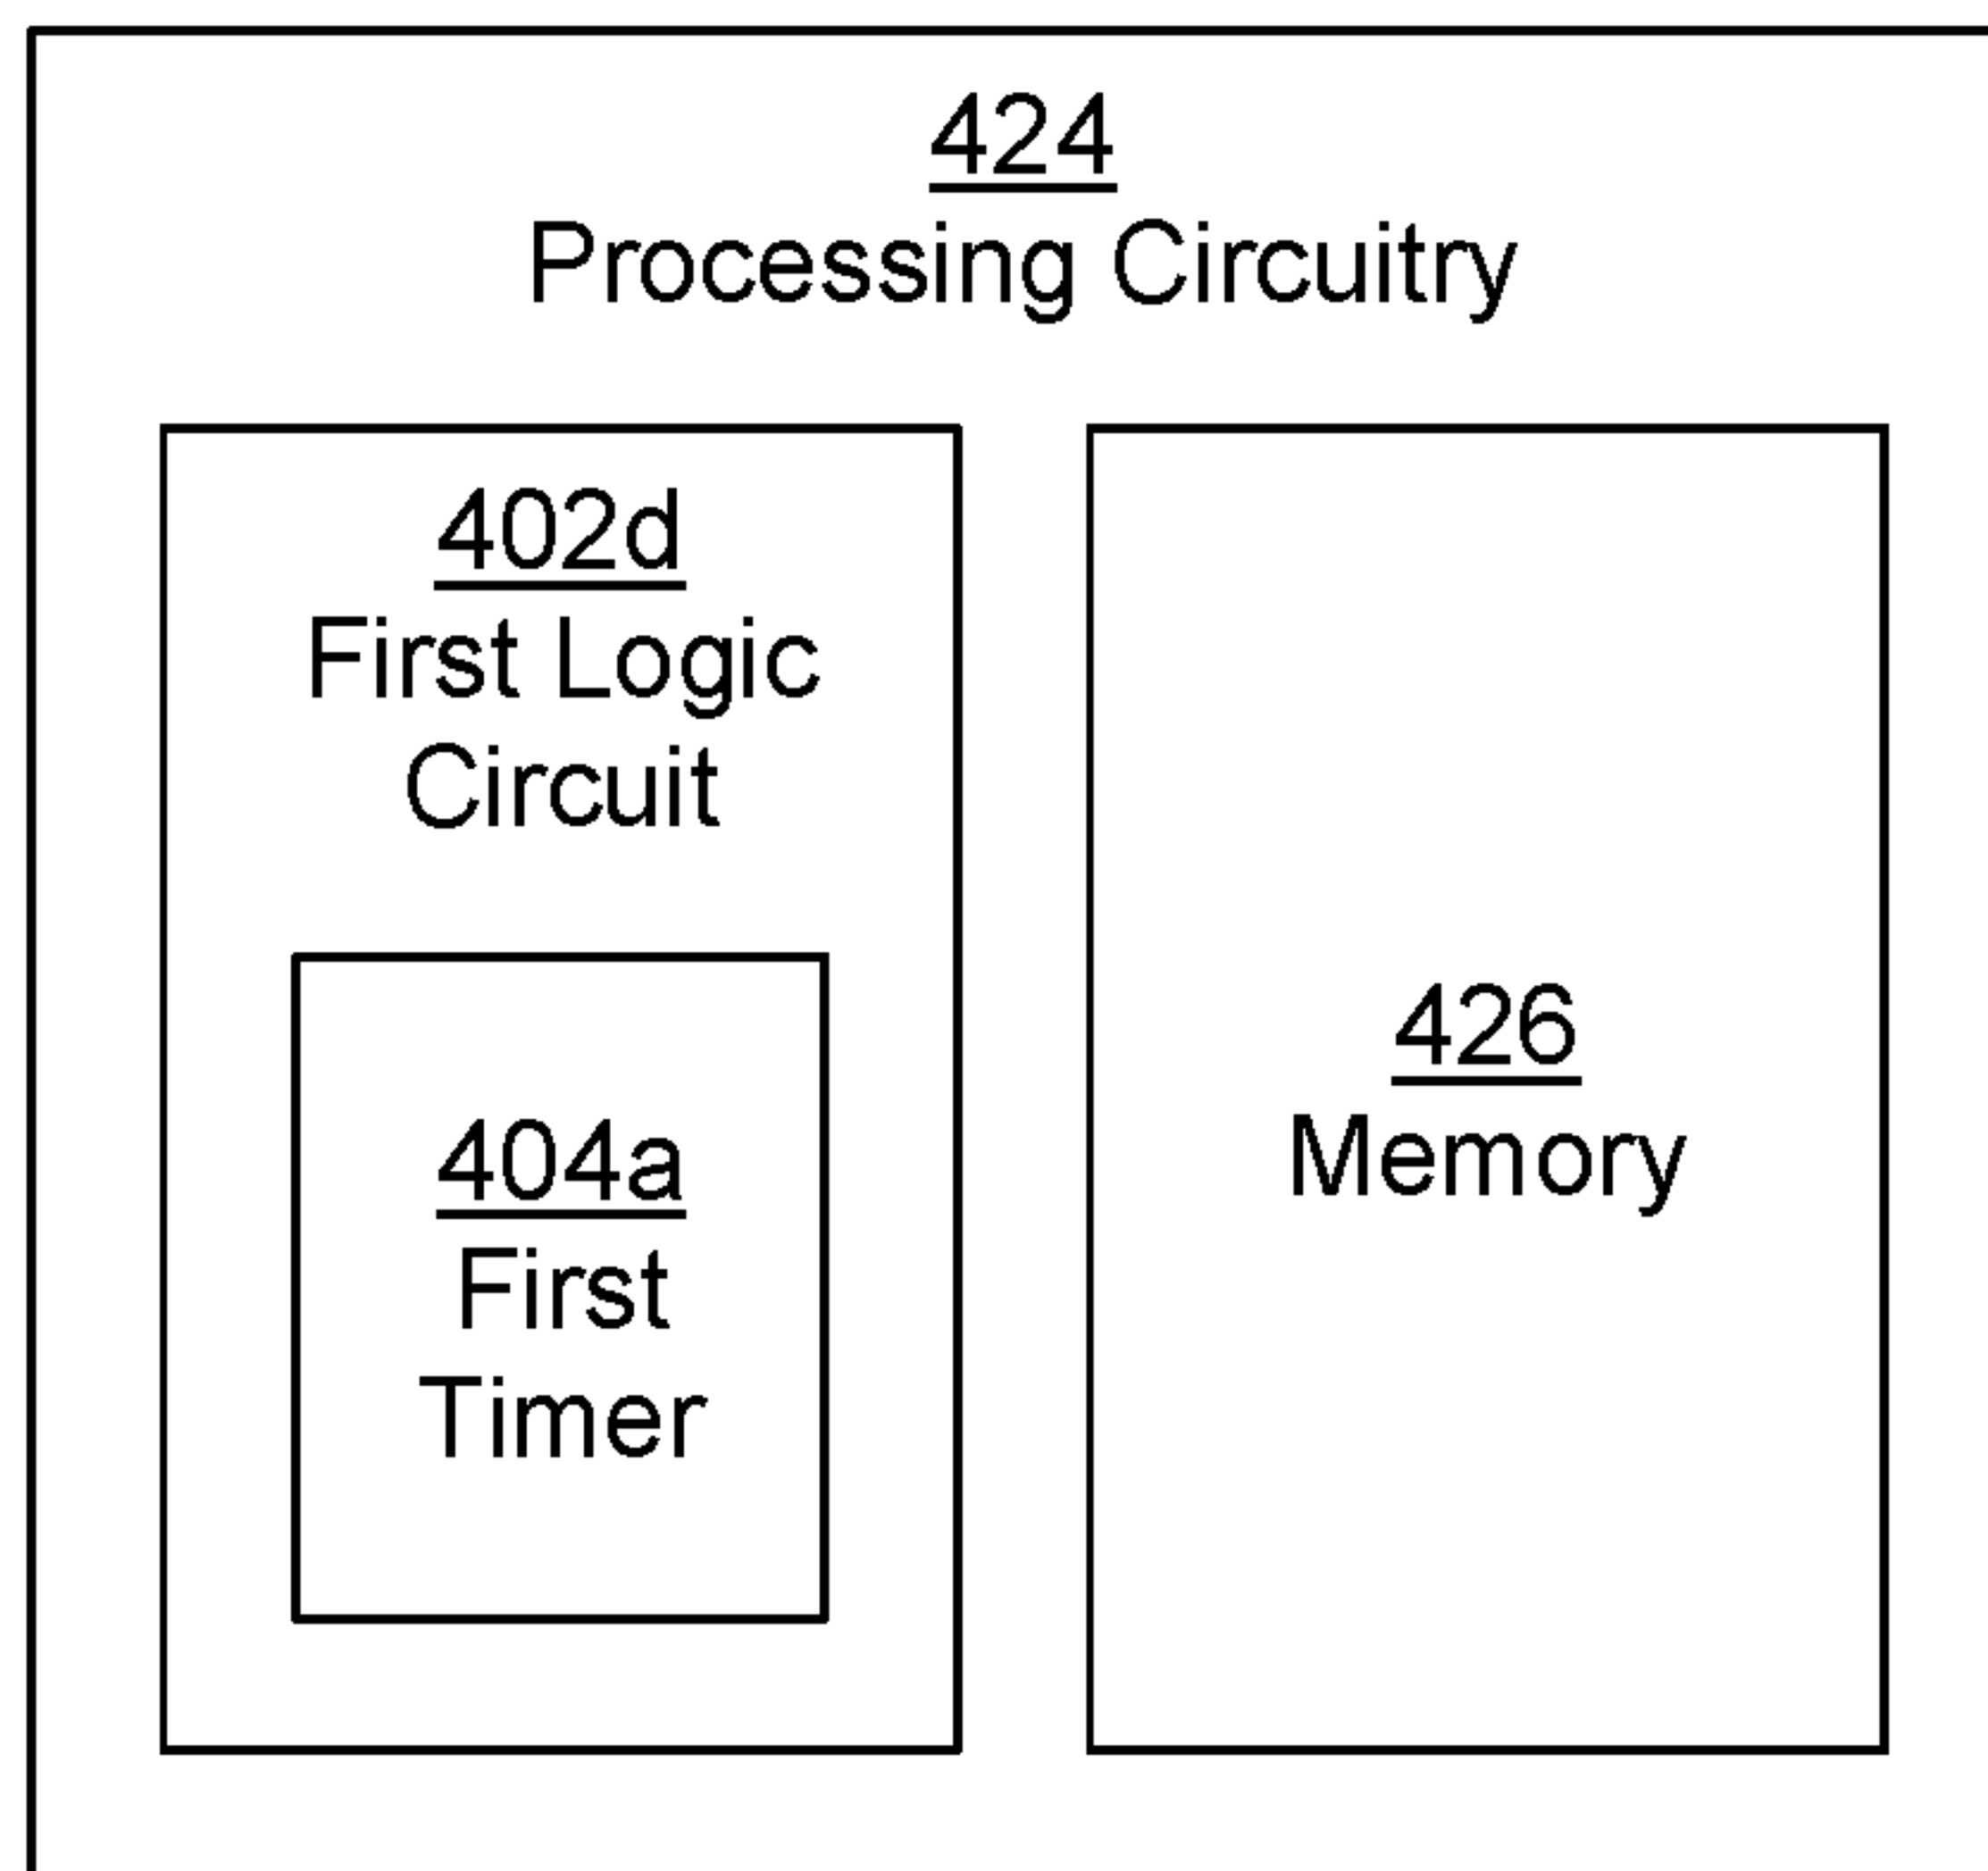 424
Processing Circuitry
402d
First Logic
Circuit
404a
First
Timer
426
Memory